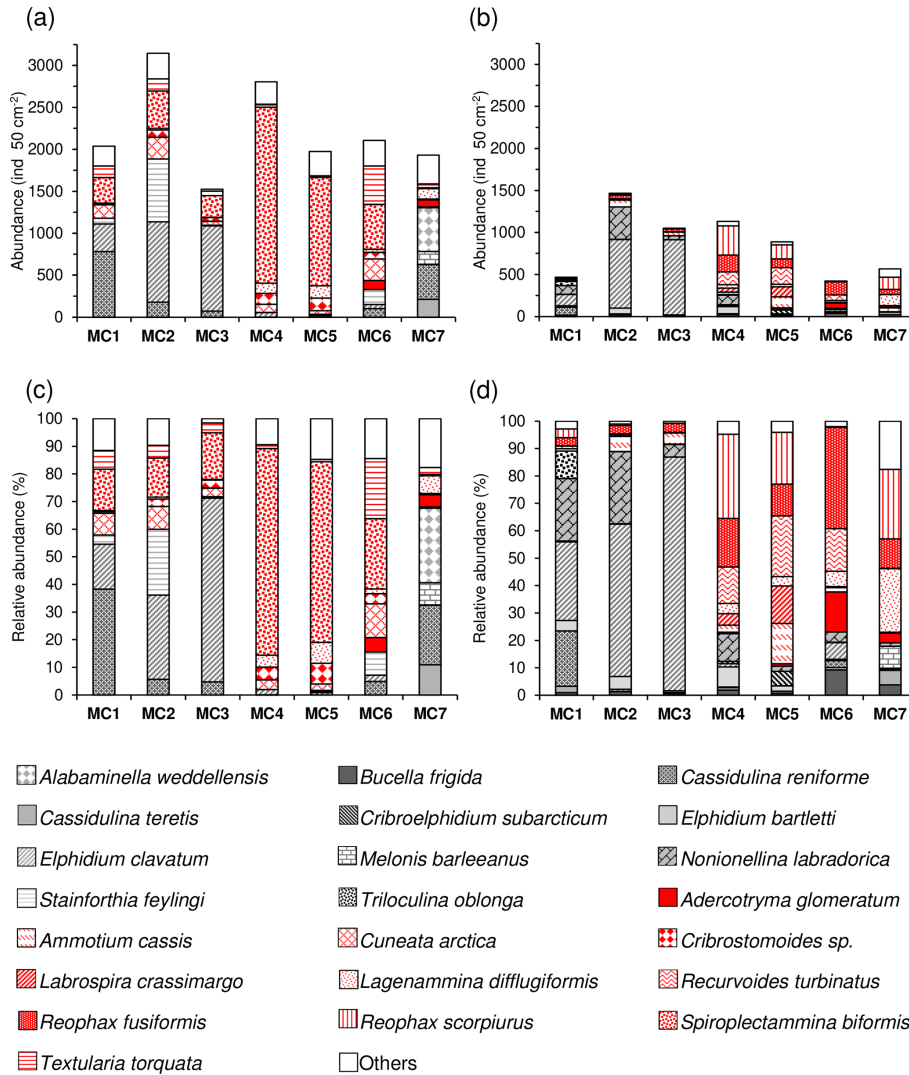 (a)
(b)
Abundance (ind 50 cm⁻²)
3000
2500
2000
1500
1000
500
0
MC1 MC2 MC3 MC4 MC5 MC6 MC7
Abundance (ind 50 cm⁻²)
3000
2500
2000
1500
1000
500
0
MC1 MC2 MC3 MC4 MC5 MC6 MC7
(c)
(d)
Relative abundance (%)
100
90
80
70
60
50
40
30
20
10
0
MC1 MC2 MC3 MC4 MC5 MC6 MC7
Relative abundance (%)
100
90
80
70
60
50
40
30
20
10
0
MC1 MC2 MC3 MC4 MC5 MC6 MC7
Alabaminella weddellensis Bucella frigida Cassidulina reniforme
Cassidulina teretis Cribroelphidium subarcticum Elphidium bartletti
Elphidium clavatum Melonis barleeanus Nonionellina labradorica
Stainforthia feylingi Triloculina oblonga Adercotryma glomeratum
Ammotium cassis Cuneata arctica Cribrostomoides sp.
Labrospira crassimargo Lagenammina difflugiformis Recurvoides turbinatus
Reophax fusiformis Reophax scorpiurus Spiroplectammina biformis
Textularia torquata Others